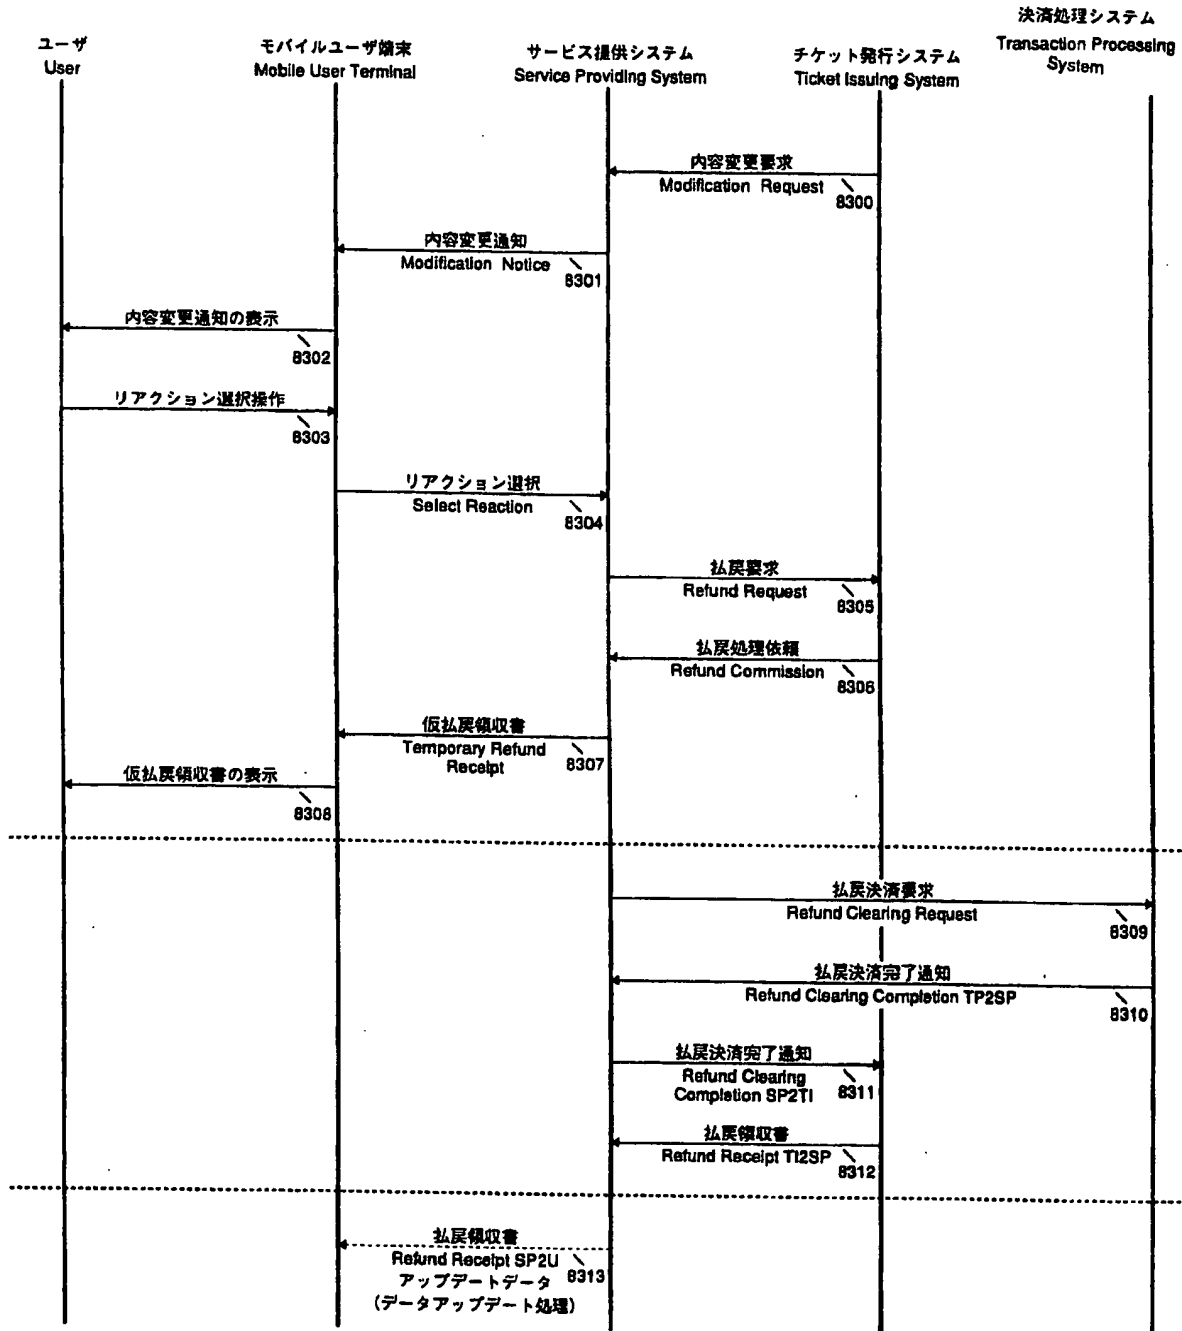 決済処理システム
Transaction Processing
System
ユーザ
User
モバイルユーザ端末
Mobile User Terminal
サービス提供システム
Service Providing System
チケット発行システム
Ticket Issuing System
内容変更要求
Modification Request
8300
内容変更通知
Modification Notice
8301
内容変更通知の表示
8302
リアクション選択操作
8303
リアクション選択
Select Reaction
8304
払戻要求
Refund Request
8305
払戻処理依頼
Refund Commission
8306
仮払戻領収書
Temporary Refund
Receipt
8307
仮払戻領収書の表示
8308
払戻決済要求
Refund Clearing Request
8309
払戻決済完了通知
Refund Clearing Completion TP2SP
8310
払戻決済完了通知
Refund Clearing
Completion SP2TI
8311
払戻領収書
Refund Receipt TI2SP
8312
払戻領収書
Refund Receipt SP2U
8313
アップデートデータ
(データアップデート処理)